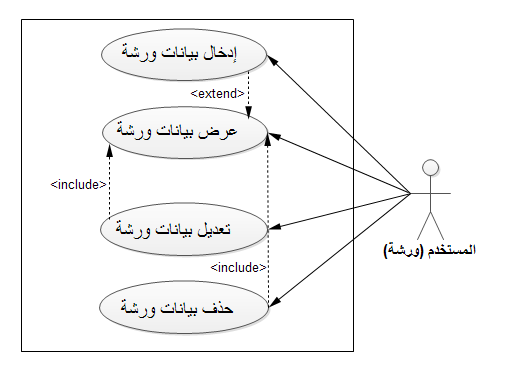 إدخال بيانات ورشة
<extend>
عرض بيانات ورشة
<include>
تعديل بيانات ورشة
المستخدم (ورشة)
<include>
حذف بيانات ورشة